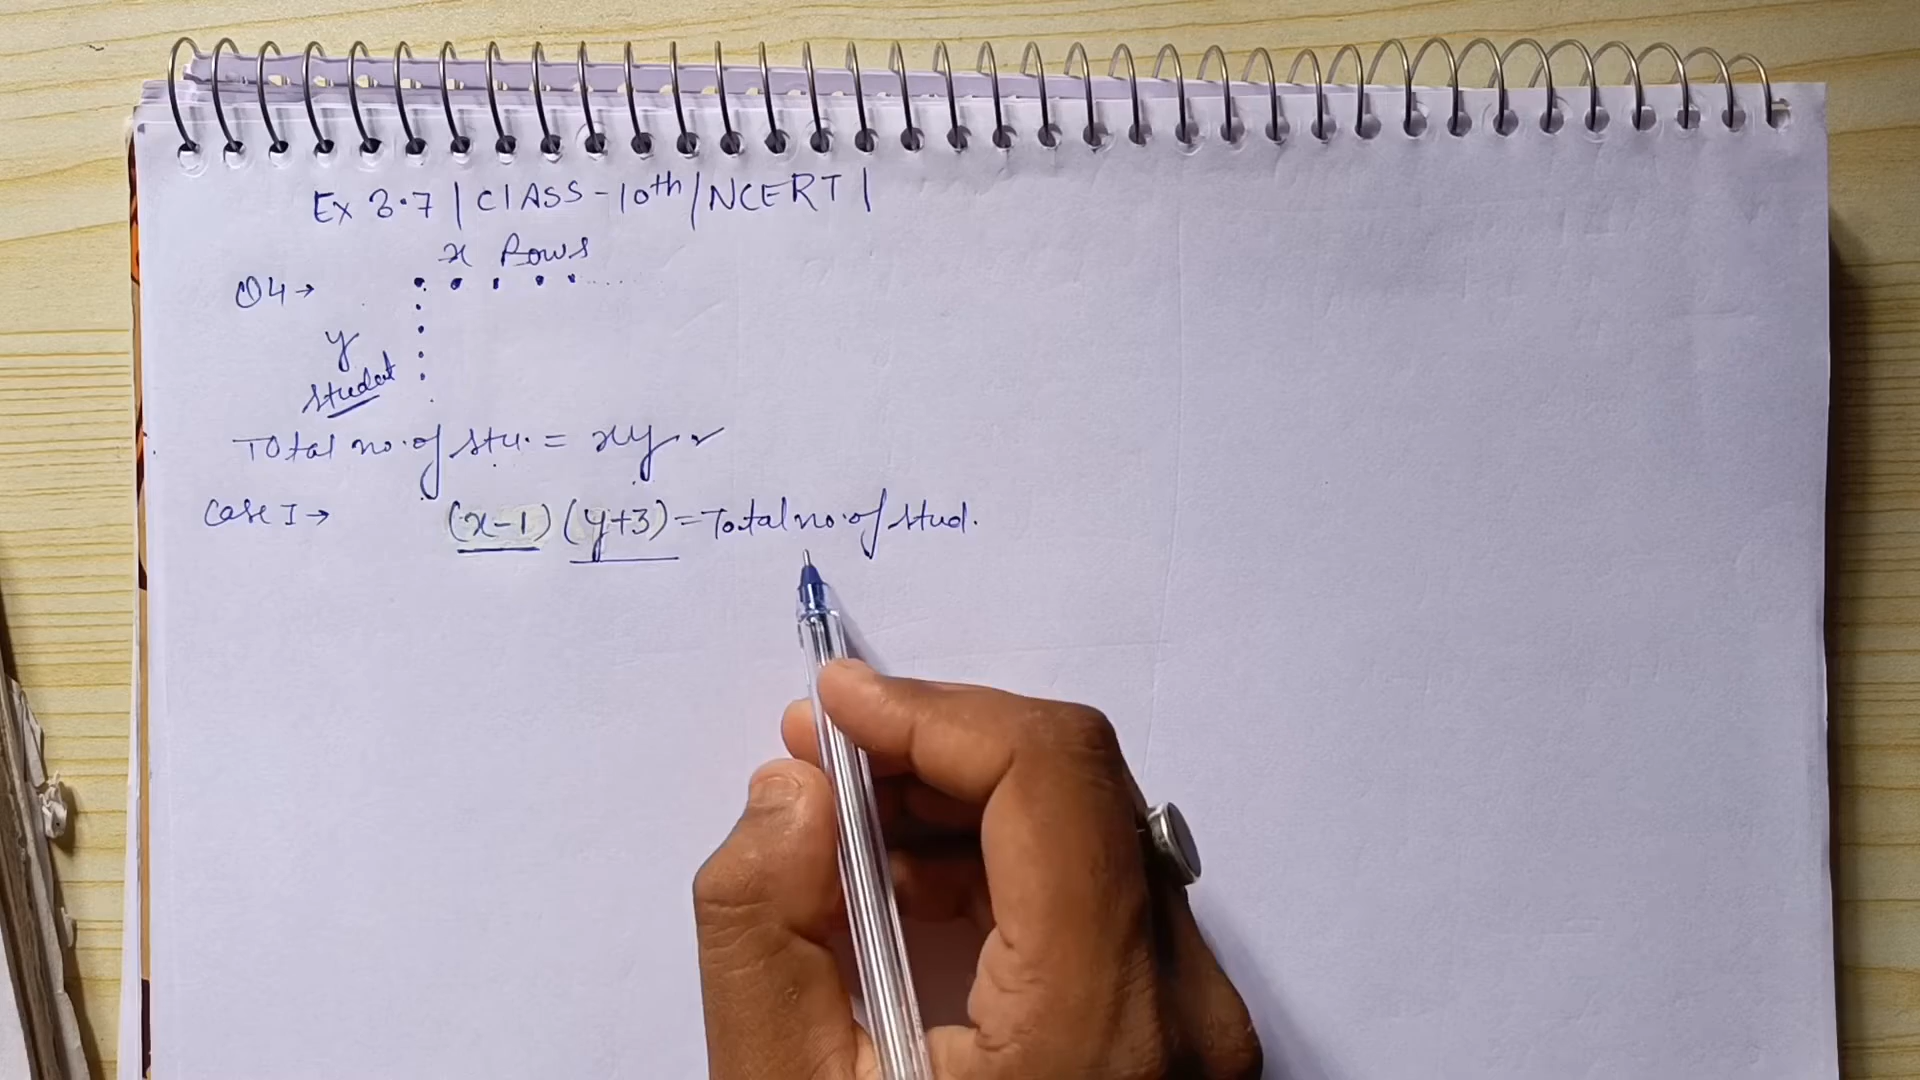 Ex 3.7 | CLASS-10th/NCERT |
x Rows
Q4→
y
student
Total no. of stu. = xy.
Case I→ (x-1) (y+3) = Total no. of stud.